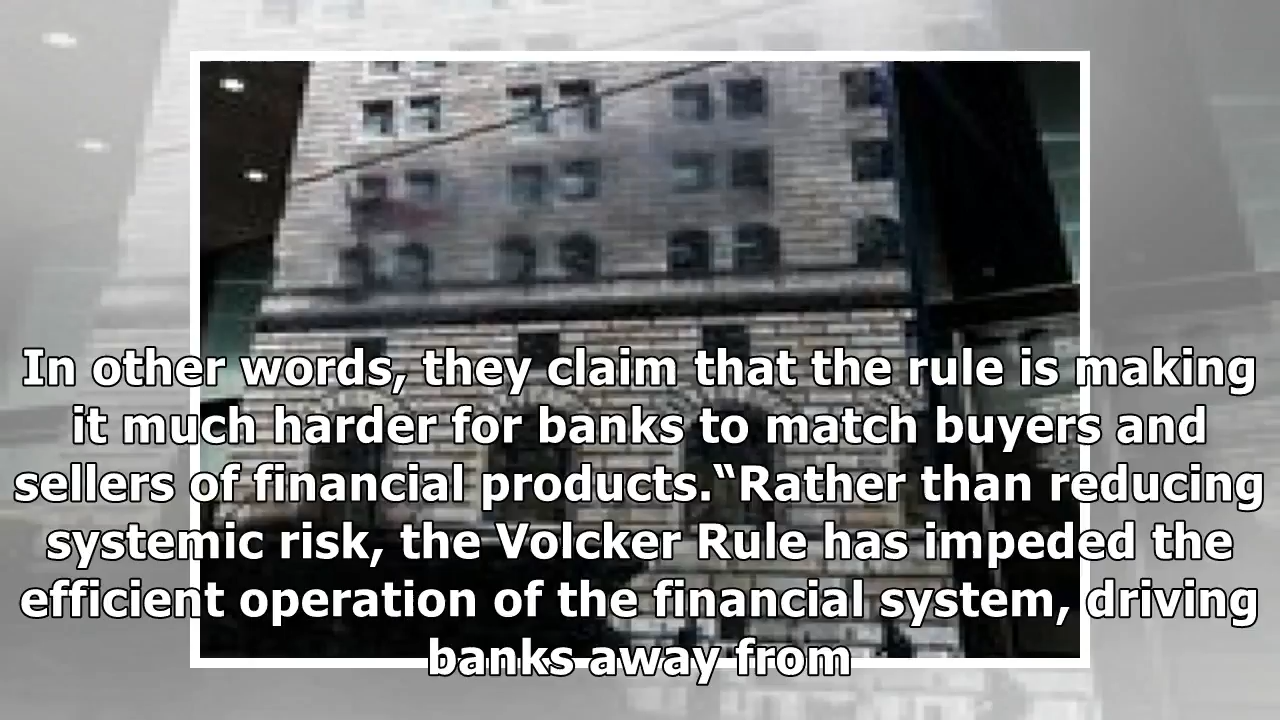 In other words, they claim that the rule is making
it much harder for banks to match buyers and
sellers of financial products.“Rather than reducing
systemic risk, the Volcker Rule has impeded the
efficient operation of the financial system, driving
banks away from